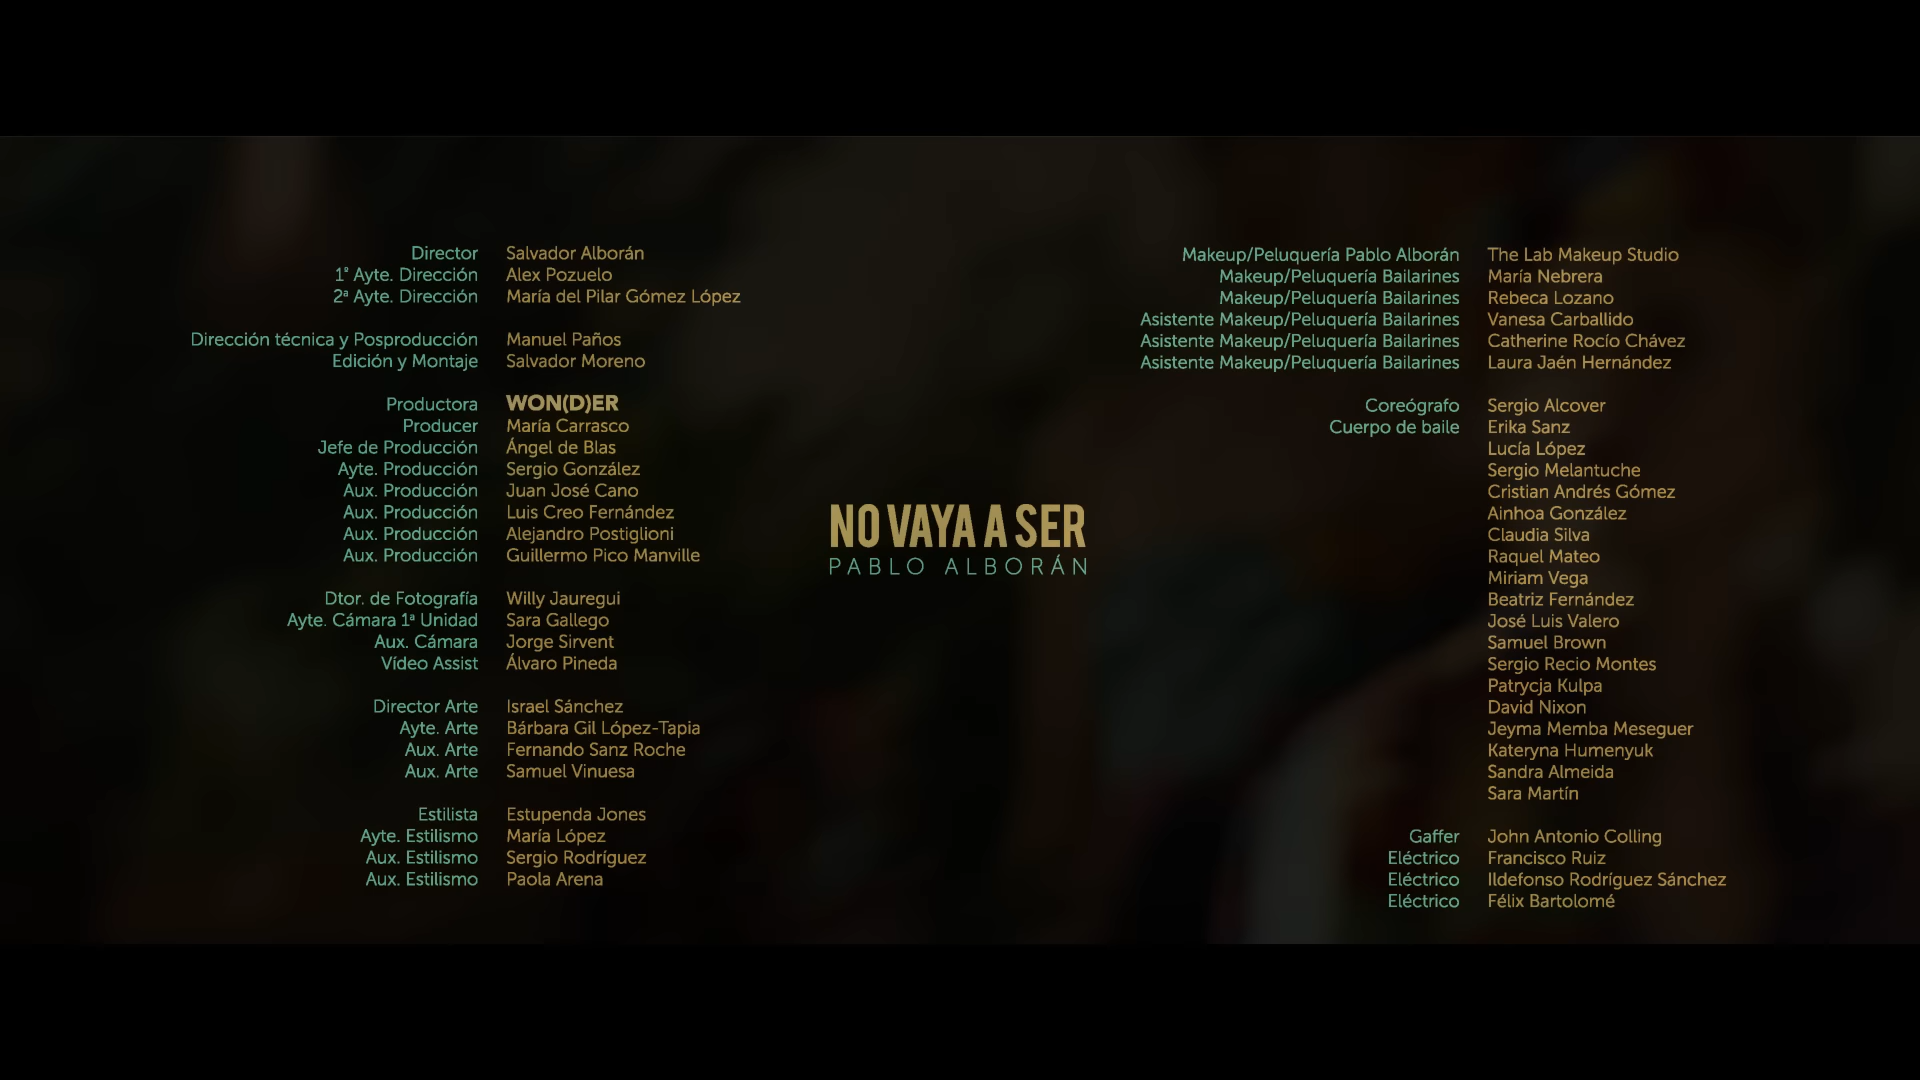 Director Salvador Alborán
1º Ayte. Dirección Alex Pozuelo
2ª Ayte. Dirección María del Pilar Gómez López
Dirección técnica y Posproducción Manuel Paños
Edición y Montaje Salvador Moreno
Productora WON(D)ER
Producer María Carrasco
Jefe de Producción Ángel de Blas
Ayte. Producción Sergio González
Aux. Producción Juan José Cano
Aux. Producción Luis Creo Fernández
Aux. Producción Alejandro Postiglioni
Aux. Producción Guillermo Pico Manville
Dtor. de Fotografía Willy Jauregui
Ayte. Cámara 1ª Unidad Sara Gallego
Aux. Cámara Jorge Sirvent
Vídeo Assist Álvaro Pineda
Director Arte Israel Sánchez
Ayte. Arte Bárbara Gil López-Tapia
Aux. Arte Fernando Sanz Roche
Aux. Arte Samuel Vinuesa
Estilista Estupenda Jones
Ayte. Estilismo María López
Aux. Estilismo Sergio Rodríguez
Aux. Estilismo Paola Arena
NO VAYA A SER
PABLO ALBORÁN
Makeup/Peluquería Pablo Alborán The Lab Makeup Studio
Makeup/Peluquería Bailarines María Nebrera
Makeup/Peluquería Bailarines Rebeca Lozano
Asistente Makeup/Peluquería Bailarines Vanesa Carballido
Asistente Makeup/Peluquería Bailarines Catherine Rocío Chávez
Asistente Makeup/Peluquería Bailarines Laura Jaén Hernández
Coreógrafo Sergio Alcover
Cuerpo de baile Erika Sanz
Lucía López
Sergio Melantuche
Cristian Andrés Gómez
Ainhoa González
Claudia Silva
Raquel Mateo
Miriam Vega
Beatriz Fernández
José Luis Valero
Samuel Brown
Sergio Recio Montes
Patrycja Kulpa
David Nixon
Jeyma Memba Meseguer
Kateryna Humenyuk
Sandra Almeida
Sara Martín
Gaffer John Antonio Colling
Eléctrico Francisco Ruiz
Eléctrico Ildefonso Rodríguez Sánchez
Eléctrico Félix Bartolomé